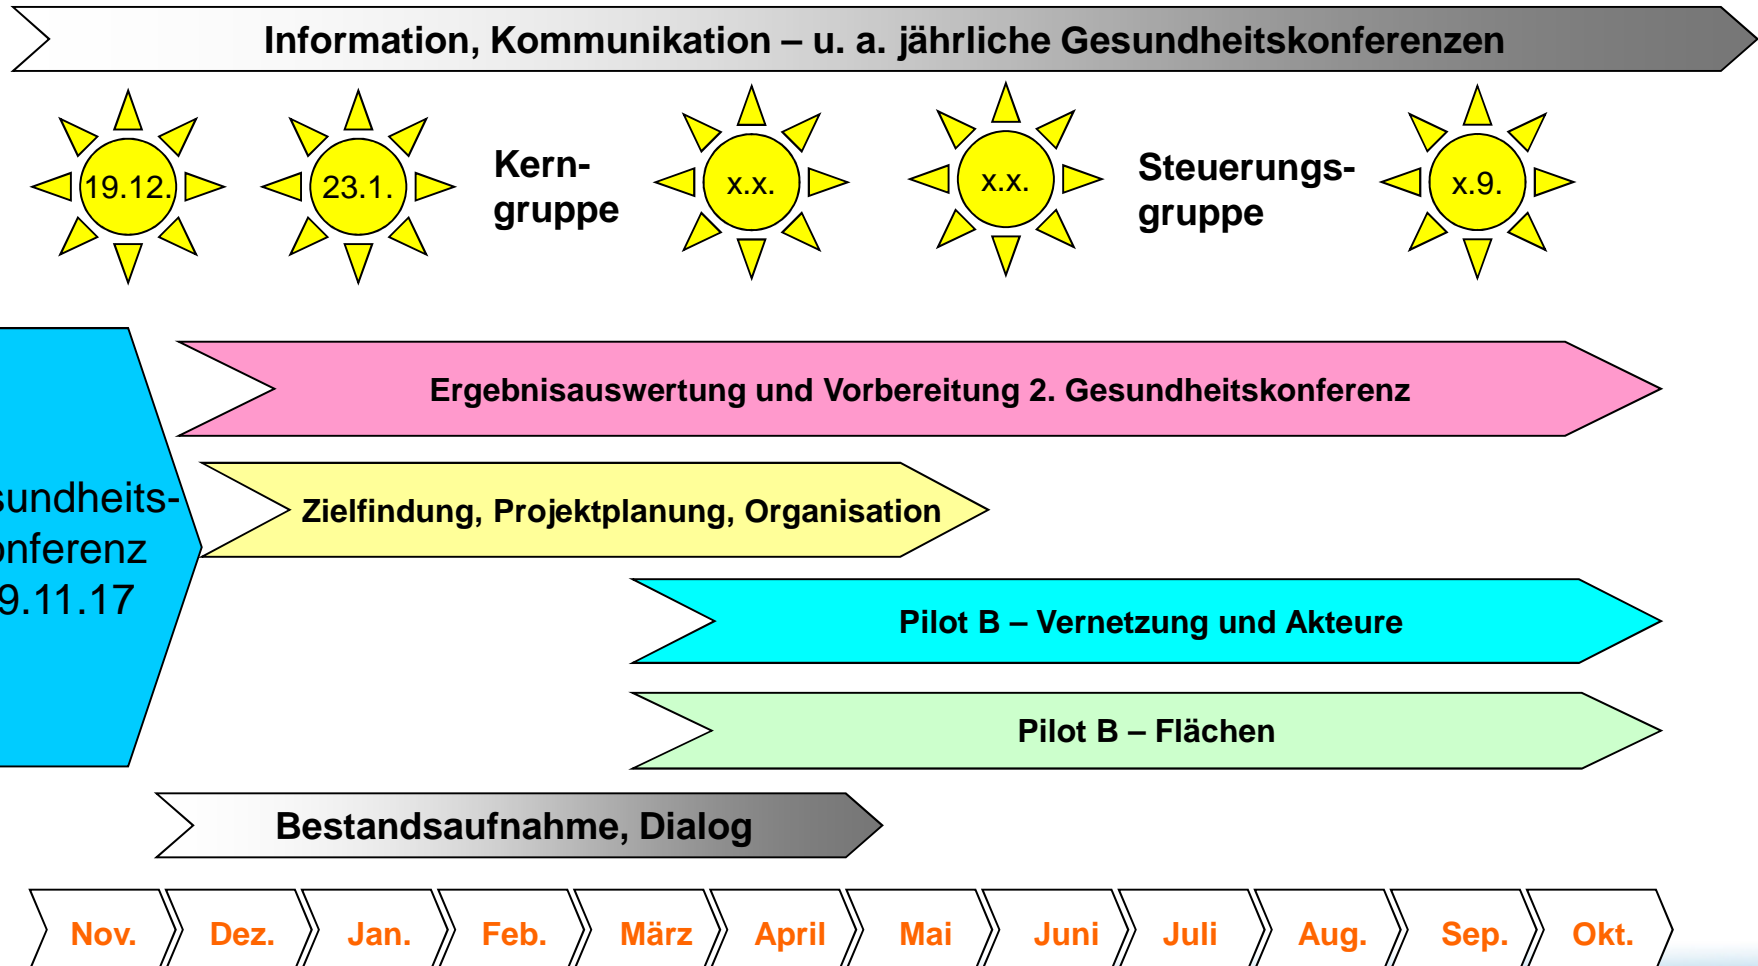 Information, Kommunikation – u. a. jährliche Gesundheitskonferenzen
19.12.
23.1.
Kern-
gruppe
x.x.
x.x.
Steuerungs-
gruppe
x.9.
Ergebnisauswertung und Vorbereitung 2. Gesundheitskonferenz
sundheits-
onferenz
9.11.17
Zielfindung, Projektplanung, Organisation
Pilot B – Vernetzung und Akteure
Pilot B – Flächen
Bestandsaufnahme, Dialog
Nov. Dez. Jan. Feb. März April Mai Juni Juli Aug. Sep. Okt.